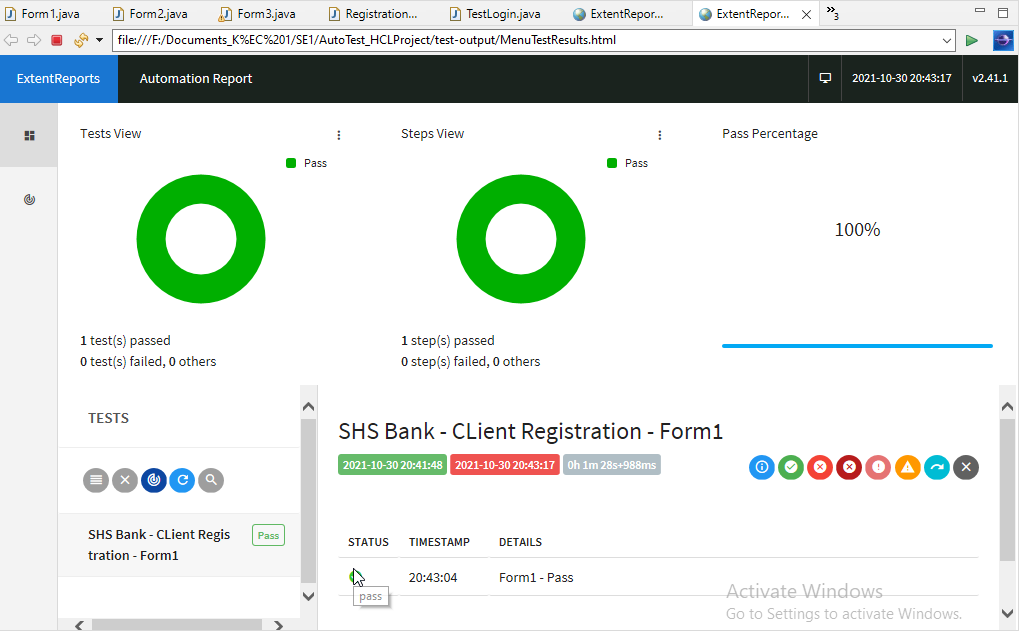 Form1.java Form2.java Form3.java Registration... TestLogin.java ExtentRepor... ExtentRepor... »3
file:///F:/Documents_K%EC%201/SE1/AutoTest_HCLProject/test-output/MenuTestResults.html
ExtentReports Automation Report 2021-10-30 20:43:17 v2.41.1
Tests View Steps View Pass Percentage
Pass Pass
100%
1 test(s) passed 1 step(s) passed
0 test(s) failed, 0 others 0 step(s) failed, 0 others
TESTS
SHS Bank - CLient Regis
tration - Form1
Pass
SHS Bank - CLient Registration - Form1
2021-10-30 20:41:48 2021-10-30 20:43:17 0h 1m 28s+988ms
STATUS TIMESTAMP DETAILS
20:43:04 Form1 - Pass
pass
Activate Windows
Go to Settings to activate Windows.